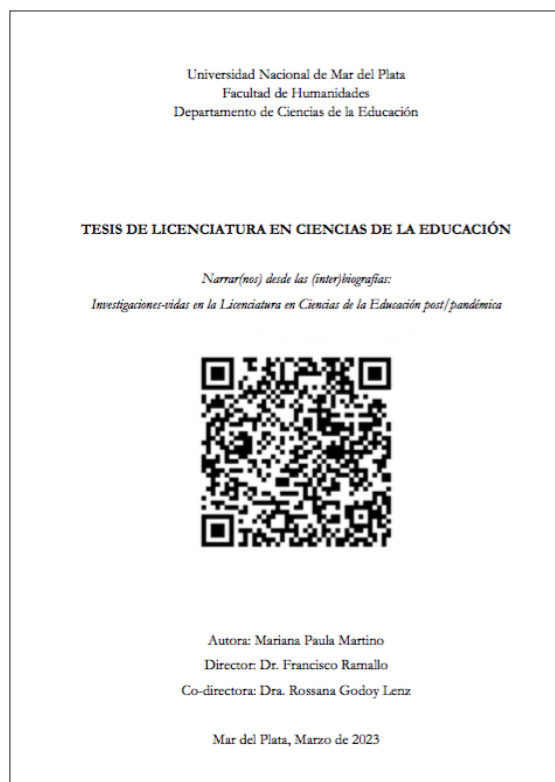 Universidad Nacional de Mar del Plata
Facultad de Humanidades
Departamento de Ciencias de la Educación
TESIS DE LICENCIATURA EN CIENCIAS DE LA EDUCACIÓN
Narrar(nos) desde las (inter)biografías:
Investigaciones-vidas en la Licenciatura en Ciencias de la Educación post/pandémica
Autora: Mariana Paula Martino
Director: Dr. Francisco Ramallo
Co-directora: Dra. Rossana Godoy Lenz
Mar del Plata, Marzo de 2023